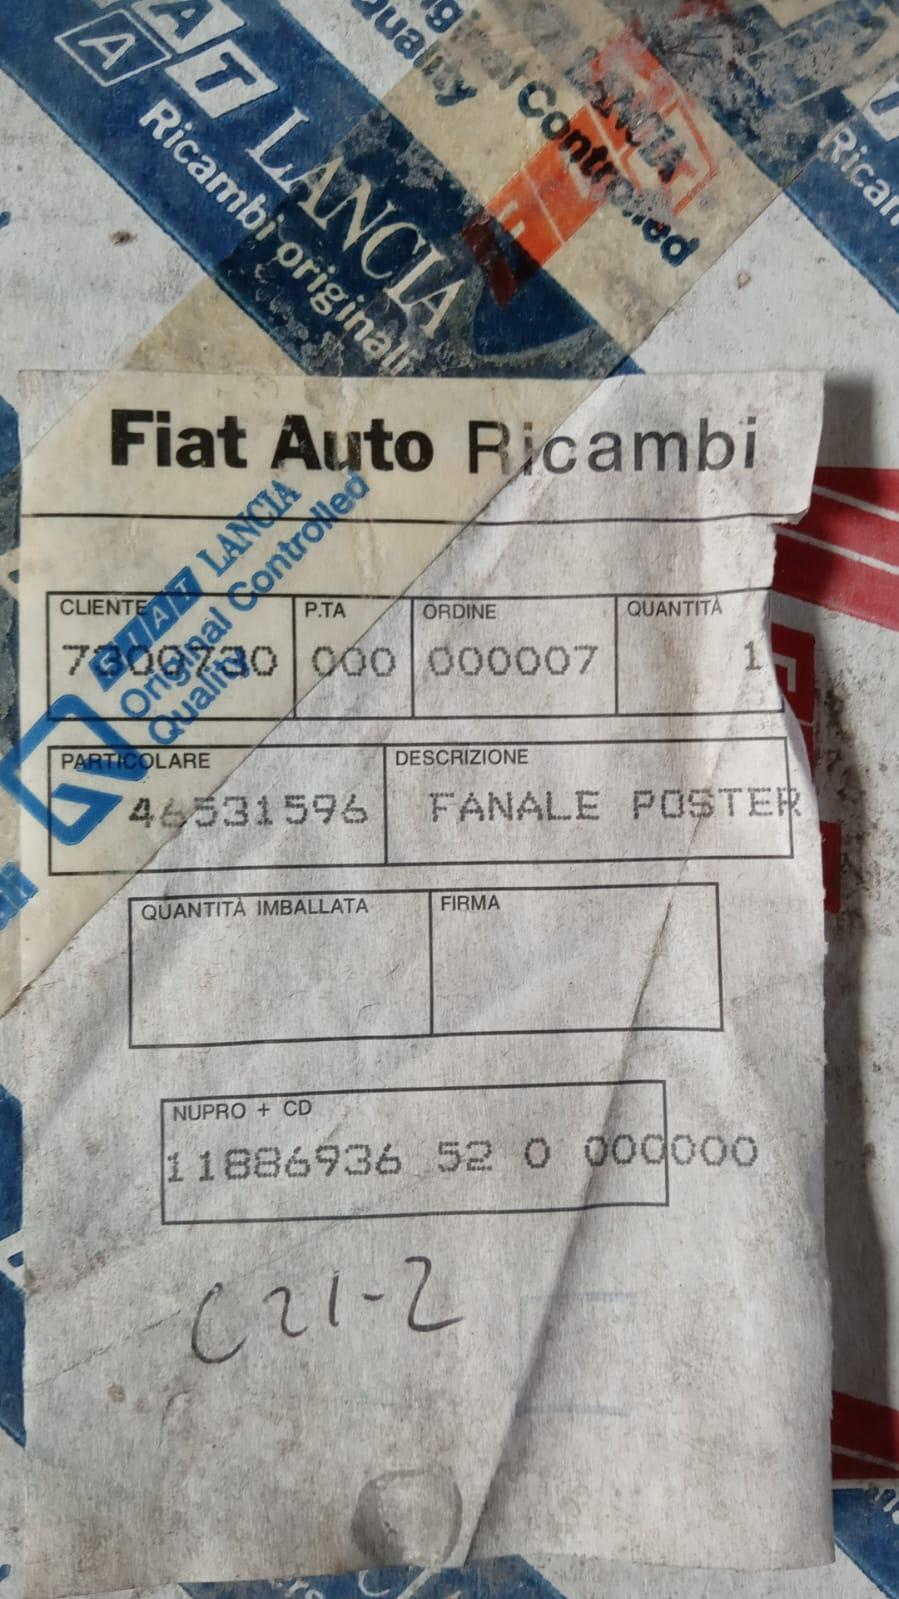 FIAT LANCIA
Ricambi originali
Quality Controlled
Fiat Auto Ricambi
FIAT LANCIA
Original Controlled
Quality
CLIENTE P.TA ORDINE QUANTITÀ
7300730 000 000007 1
PARTICOLARE DESCRIZIONE
46531596 FANALE POSTER
QUANTITÀ IMBALLATA FIRMA
NUPRO + CD
11886936 52 0 000000
C21-2